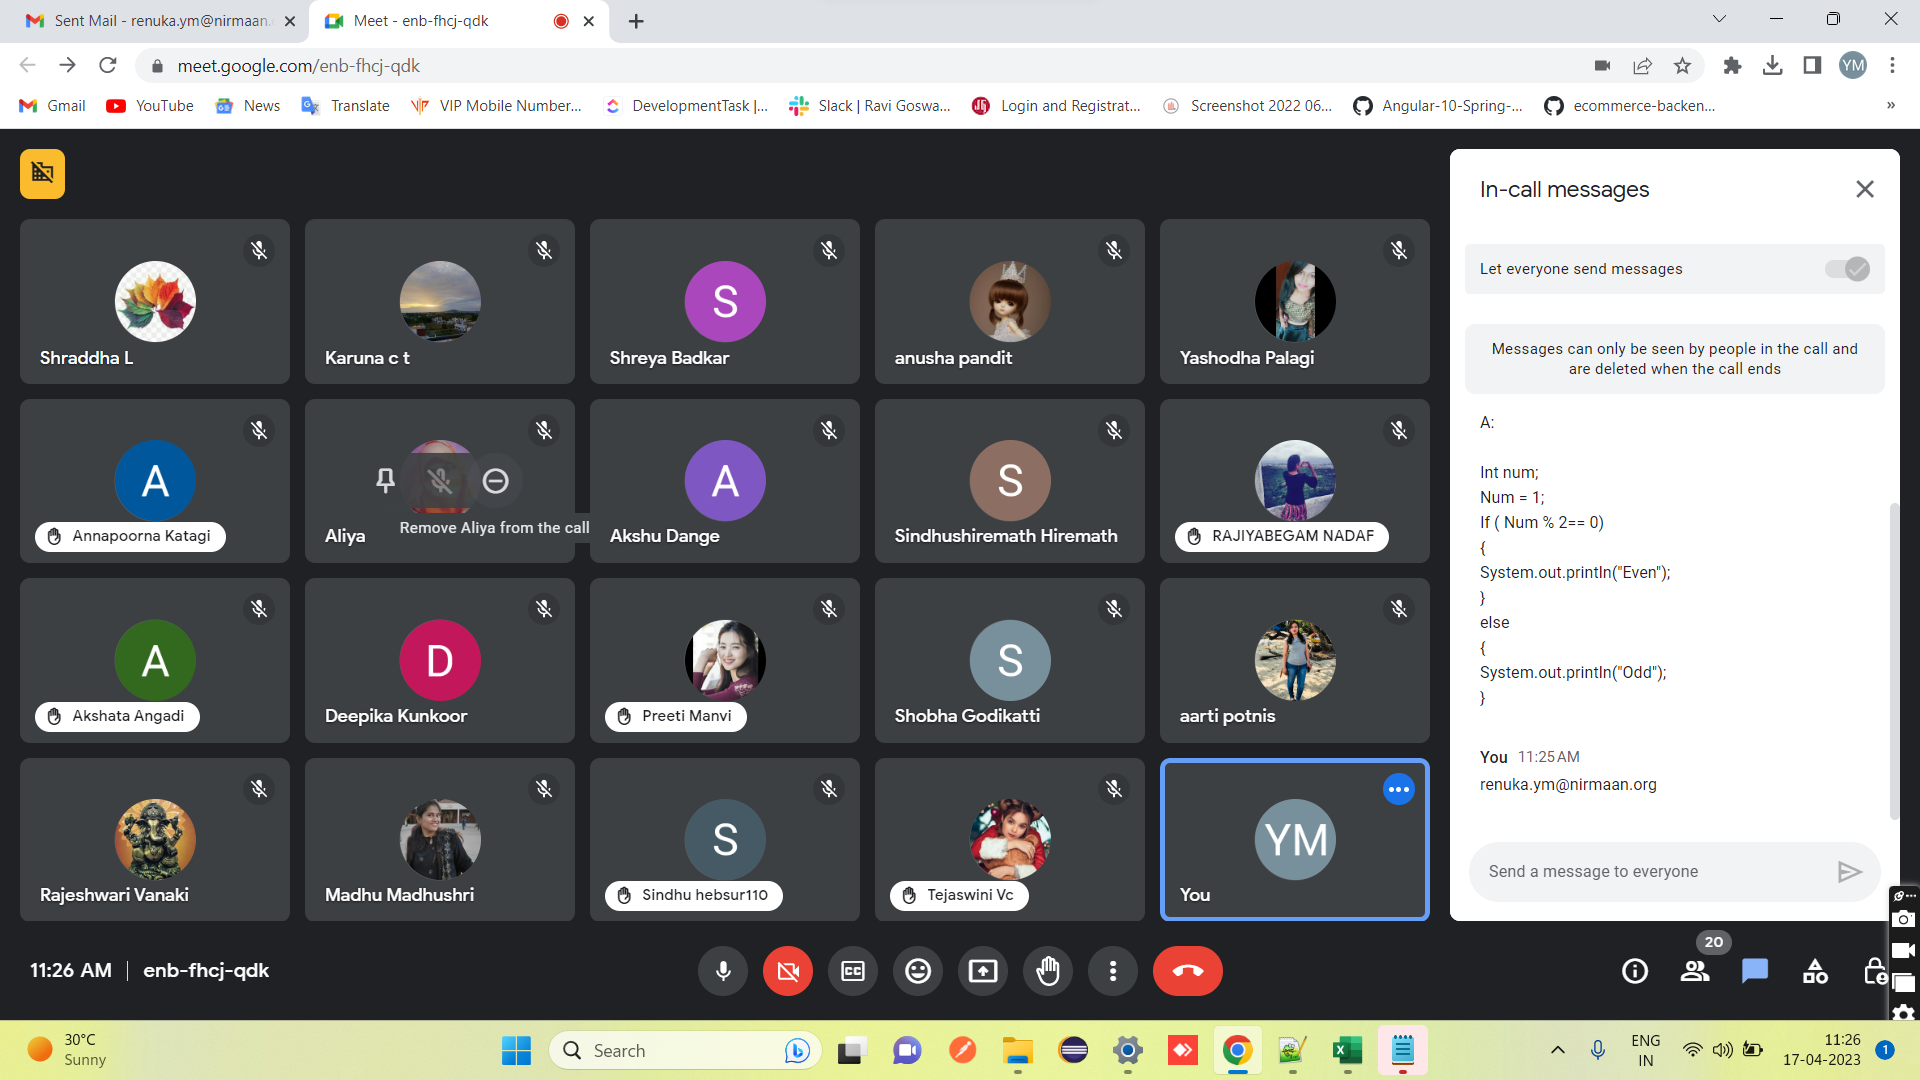 Sent Mail - renuka.ym@nirmaan.
Meet - enb-fhcj-qdk
meet.google.com/enb-fhcj-qdk
YM
Gmail
YouTube
News
Translate
VIP Mobile Number...
DevelopmentTask |...
Slack | Ravi Goswa...
Login and Registrat...
Screenshot 2022 06...
Angular-10-Spring-...
ecommerce-backen...
»
Shraddha L
Karuna c t
S
Shreya Badkar
anusha pandit
Yashodha Palagi
A
Annapoorna Katagi
Aliya
Remove Aliya from the call
A
Akshu Dange
S
Sindhushiremath Hiremath
RAJIYABEGAM NADAF
A
Akshata Angadi
D
Deepika Kunkoor
Preeti Manvi
S
Shobha Godikatti
aarti potnis
Rajeshwari Vanaki
Madhu Madhushri
S
Sindhu hebsur110
Tejaswini Vc
YM
You
In-call messages
Let everyone send messages
Messages can only be seen by people in the call and
are deleted when the call ends
A:
Int num;
Num = 1;
If ( Num % 2== 0)
{
System.out.println("Even");
}
else
{
System.out.println("Odd");
}
You 11:25 AM
renuka.ym@nirmaan.org
Send a message to everyone
11:26 AM | enb-fhcj-qdk
CC
20
30°C
Sunny
Search
ENG
IN
11:26
17-04-2023
1